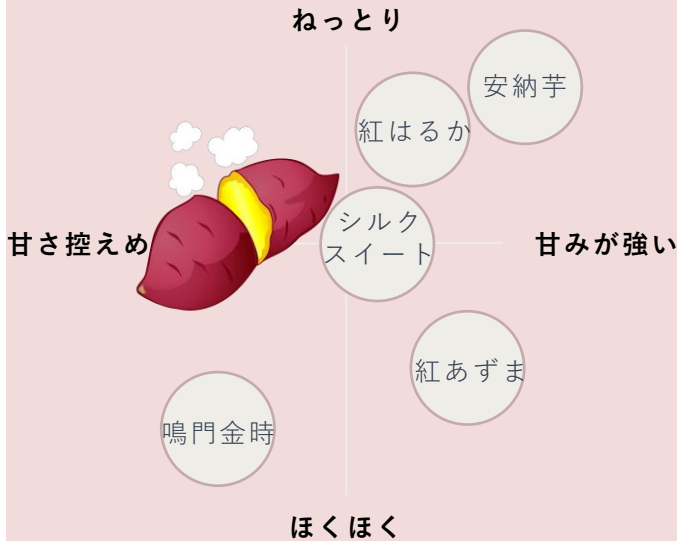 ねっとり
安納芋
紅はるか
シルク
スイート
甘さ控えめ
甘みが強い
紅あずま
鳴門金時
ほくほく